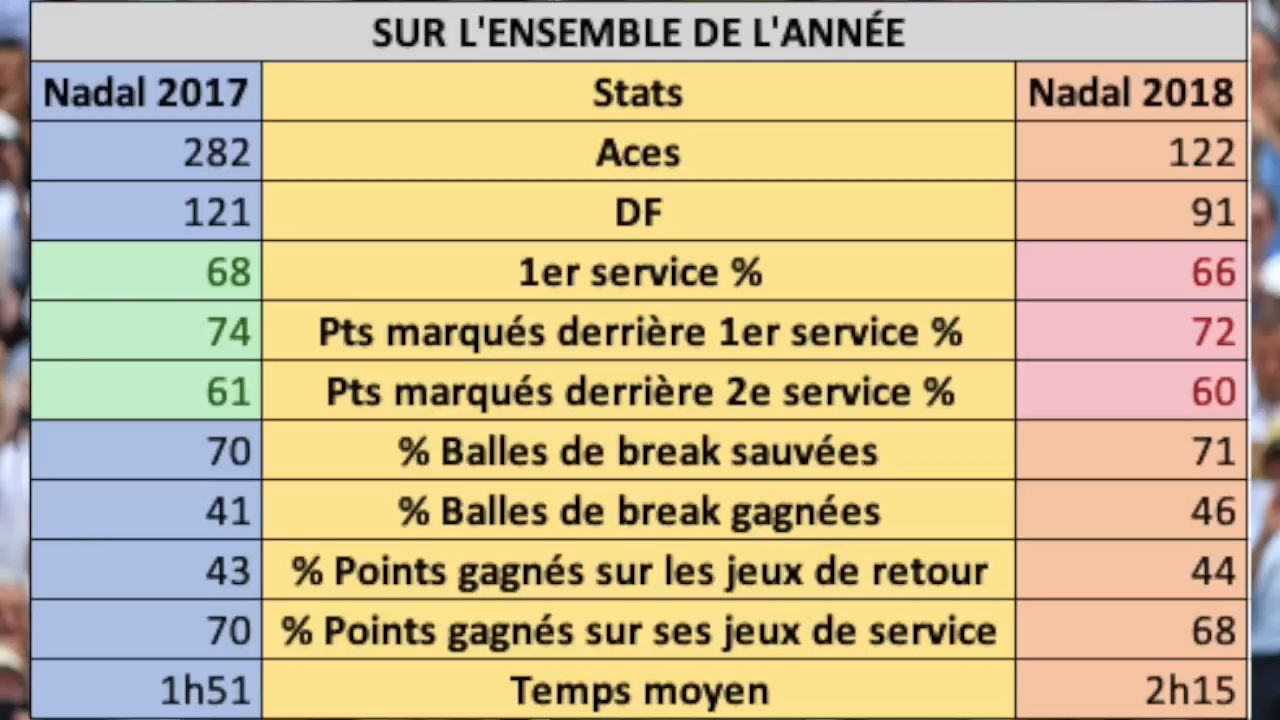 SUR L'ENSEMBLE DE L'ANNÉE
Nadal 2017 Stats Nadal 2018
282 Aces 122
121 DF 91
68 1er service % 66
74 Pts marqués derrière 1er service % 72
61 Pts marqués derrière 2e service % 60
70 % Balles de break sauvées 71
41 % Balles de break gagnées 46
43 % Points gagnés sur les jeux de retour 44
70 % Points gagnés sur ses jeux de service 68
1h51 Temps moyen 2h15